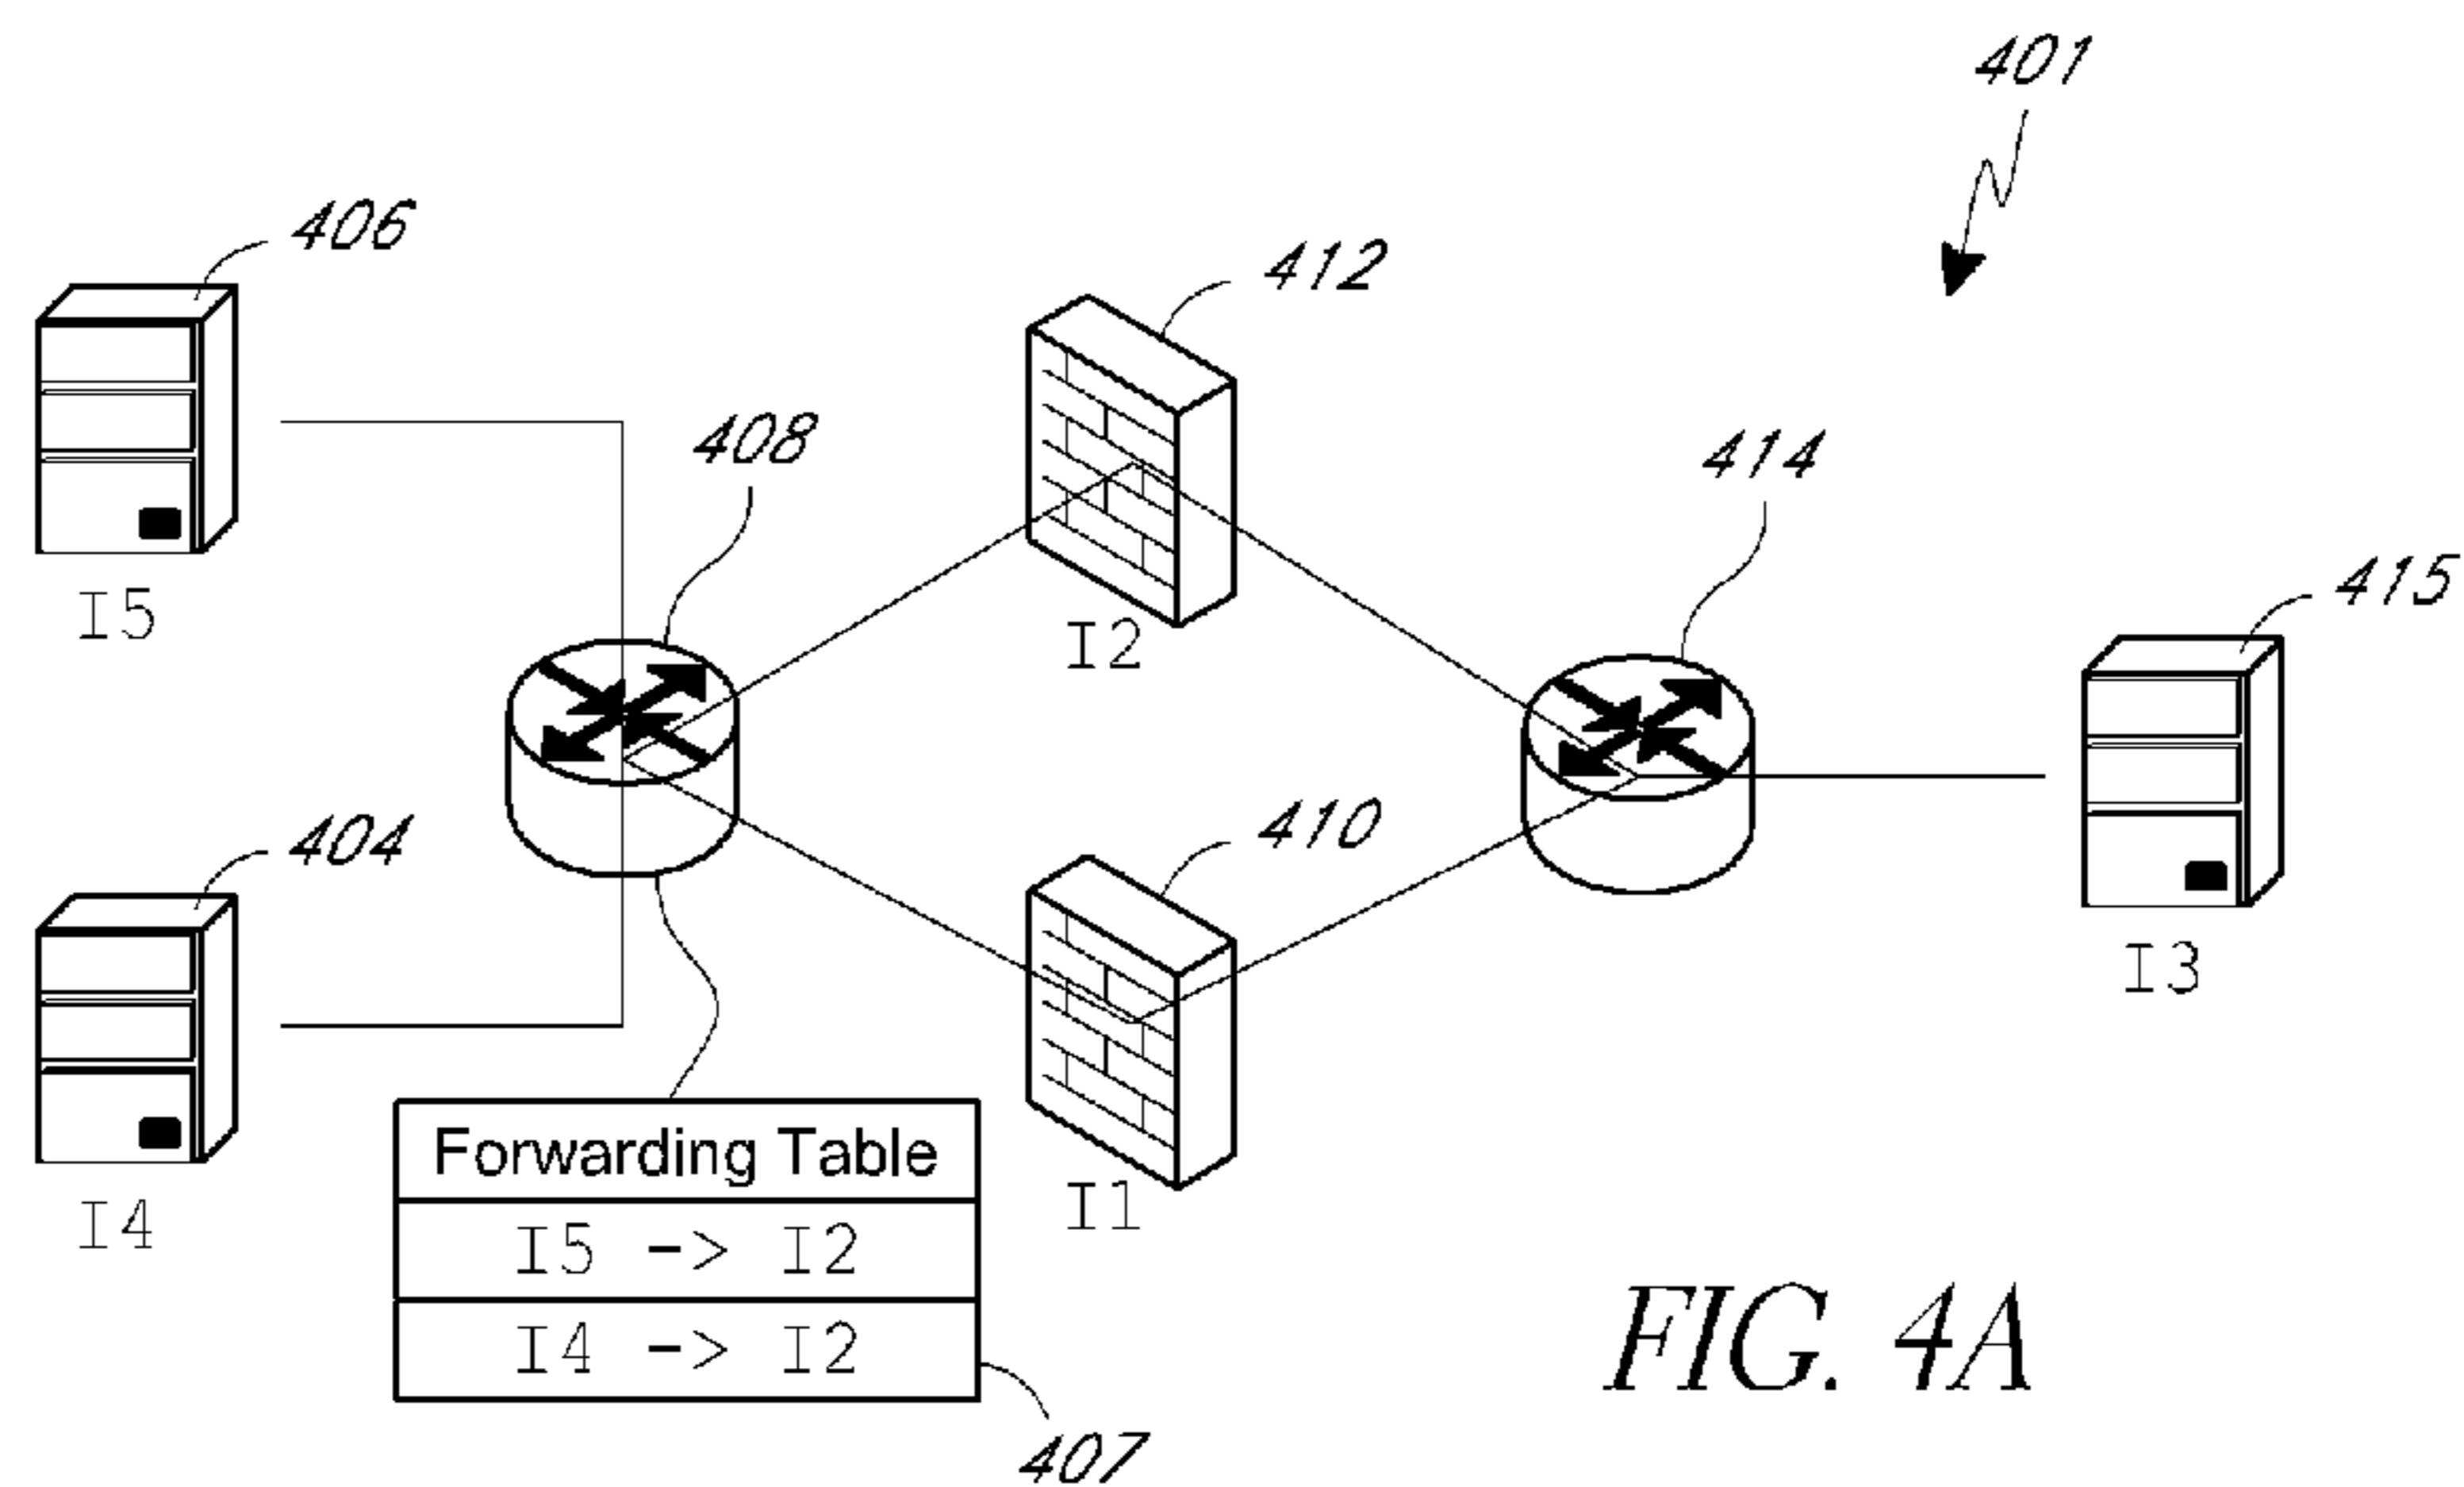 401
406
412
408
414
I5
415
I2
404
410
I3
I4
I1
Forwarding Table
I5 -> I2
I4 -> I2
407
FIG. 4A